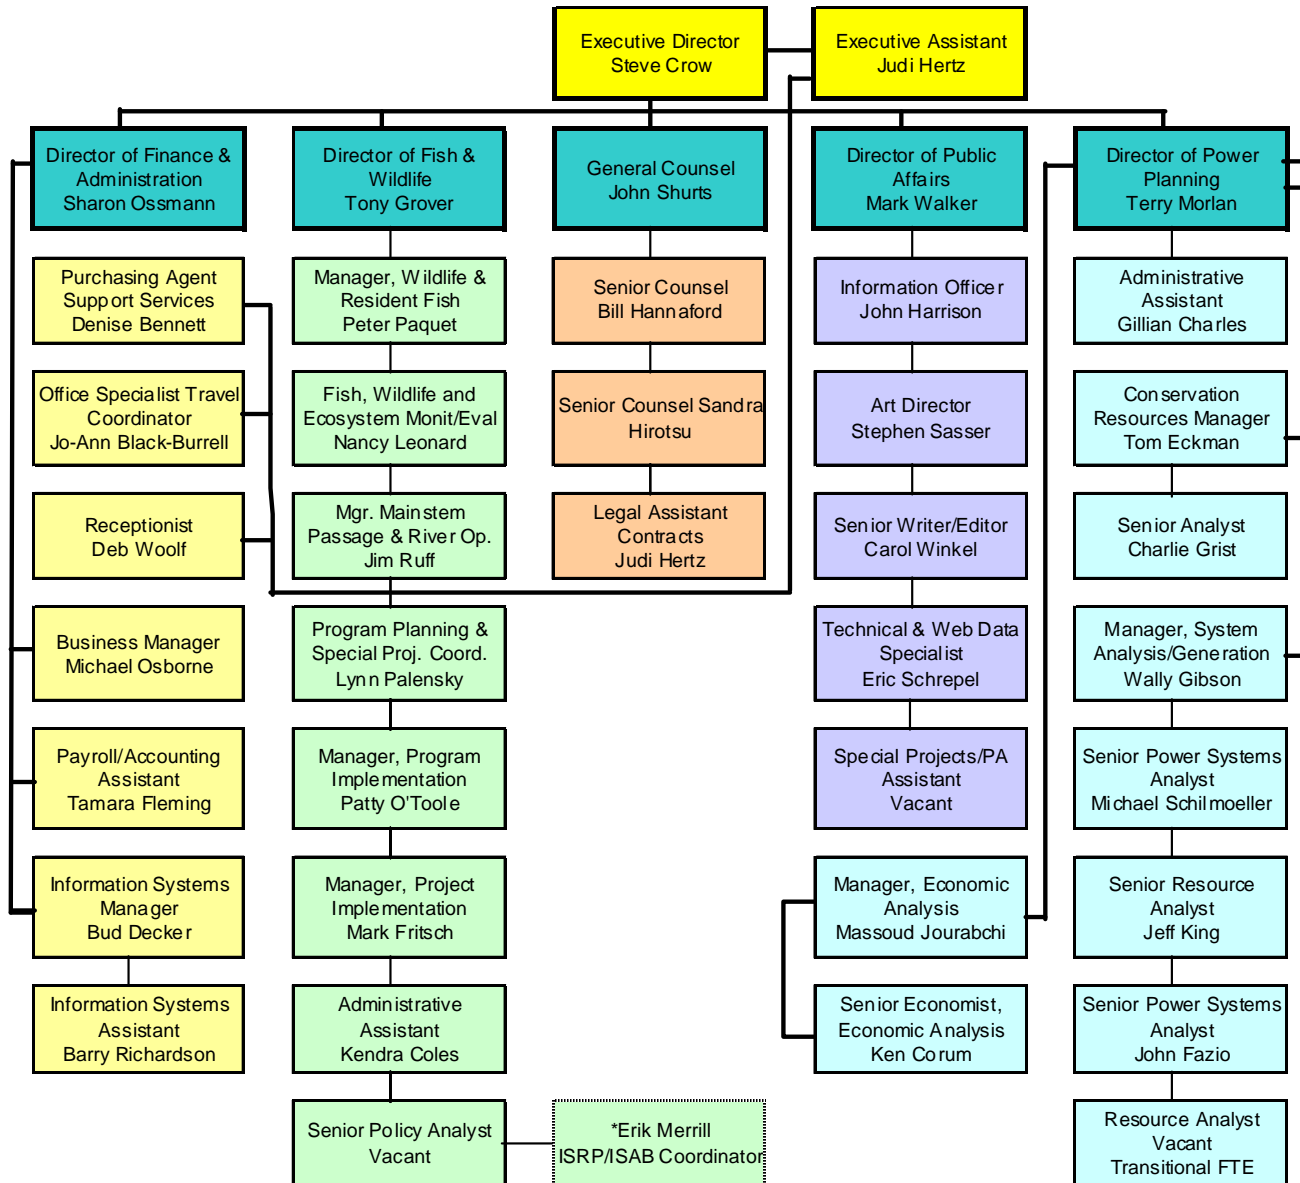 Executive Director
Steve Crow
Executive Assistant
Judi Hertz
Director of Finance &
Administration
Sharon Ossmann
Director of Fish &
Wildlife
Tony Grover
General Counsel
John Shurts
Director of Public
Affairs
Mark Walker
Director of Power
Planning
Terry Morlan
Purchasing Agent
Support Services
Denise Bennett
Manager, Wildlife &
Resident Fish
Peter Paquet
Senior Counsel
Bill Hannaford
Information Officer
John Harrison
Administrative
Assistant
Gillian Charles
Office Specialist Travel
Coordinator
Jo-Ann Black-Burrell
Fish, Wildlife and
Ecosystem Monit/Eval
Nancy Leonard
Senior Counsel Sandra
Hirotsu
Art Director
Stephen Sasser
Conservation
Resources Manager
Tom Eckman
Receptionist
Deb Woolf
Mgr. Mainstem
Passage & River Op.
Jim Ruff
Legal Assistant
Contracts
Judi Hertz
Senior Writer/Editor
Carol Winkel
Senior Analyst
Charlie Grist
Business Manager
Michael Osborne
Program Planning &
Special Proj. Coord.
Lynn Palensky
Technical & Web Data
Specialist
Eric Schrepel
Manager, System
Analysis/Generation
Wally Gibson
Payroll/Accounting
Assistant
Tamara Fleming
Manager, Program
Implementation
Patty O'Toole
Special Projects/PA
Assistant
Vacant
Senior Power Systems
Analyst
Michael Schilmoeller
Information Systems
Manager
Bud Decker
Manager, Project
Implementation
Mark Fritsch
Manager, Economic
Analysis
Massoud Jourabchi
Senior Resource
Analyst
Jeff King
Information Systems
Assistant
Barry Richardson
Administrative
Assistant
Kendra Coles
Senior Economist,
Economic Analysis
Ken Corum
Senior Power Systems
Analyst
John Fazio
Senior Policy Analyst
Vacant
*Erik Merrill
ISRP/ISAB Coordinator
Resource Analyst
Vacant
Transitional FTE